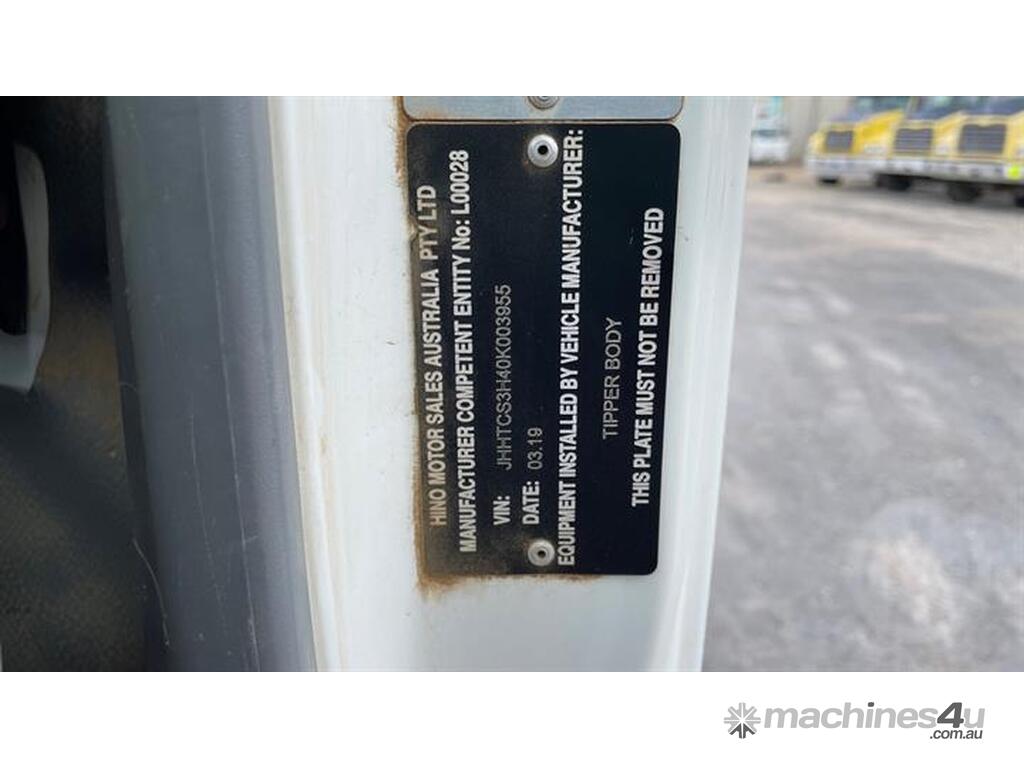 HINO MOTOR SALES AUSTRALIA PTY LTD
MANUFACTURER COMPETENT ENTITY No: L00028
VIN: JHHTCS3H40K003955
DATE: 03.19
EQUIPMENT INSTALLED BY VEHICLE MANUFACTURER:
TIPPER BODY
THIS PLATE MUST NOT BE REMOVED
machines4u
.com.au